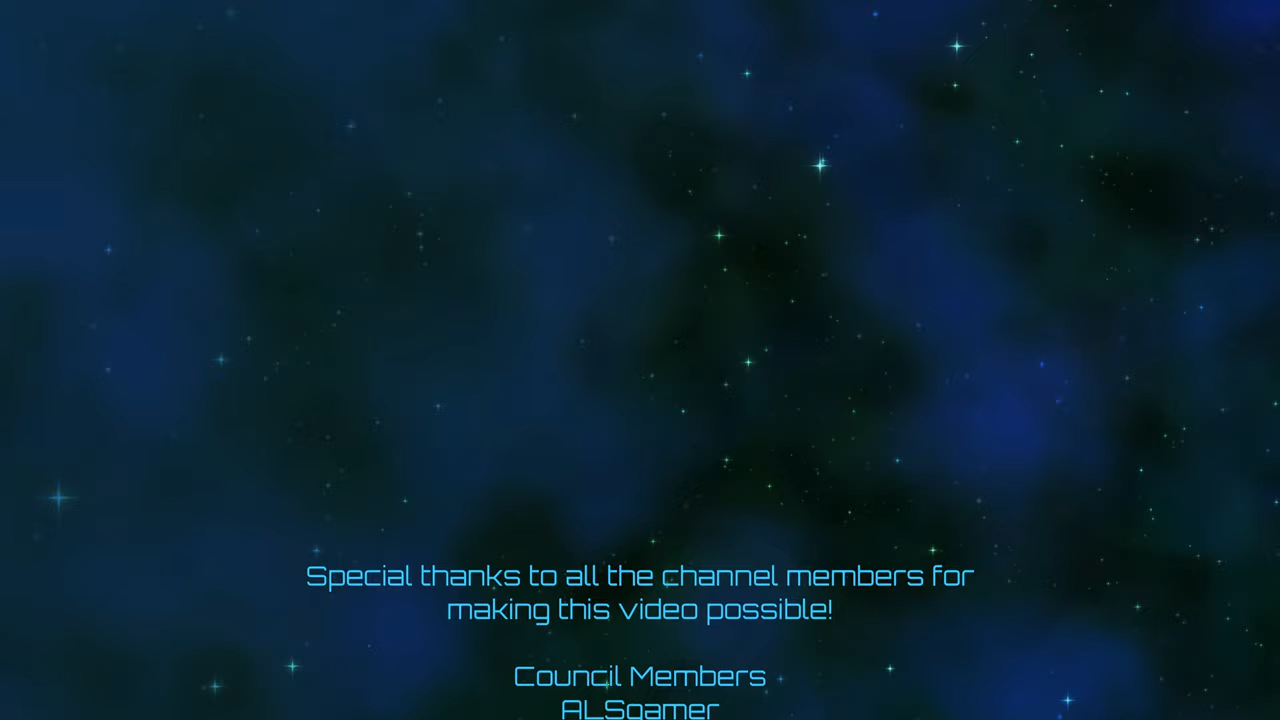 Special thanks to all the channel members for
making this video possible!
Council Members
ALSgamer